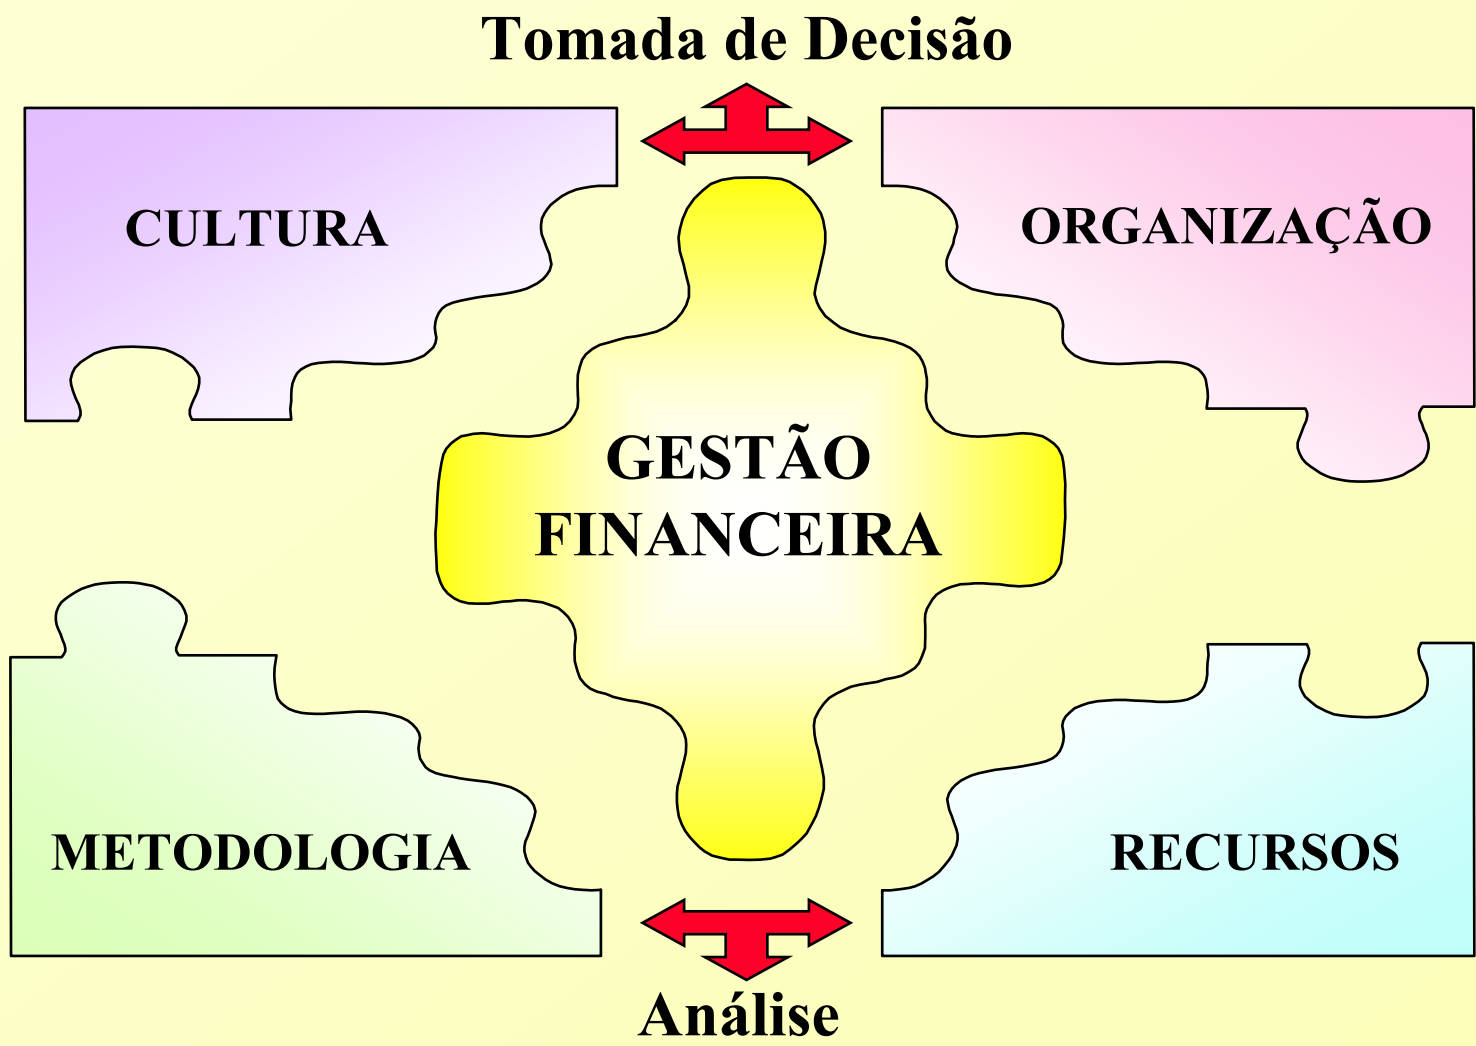 Tomada de Decisão
CULTURA
ORGANIZAÇÃO
GESTÃO
FINANCEIRA
METODOLOGIA
RECURSOS
Análise